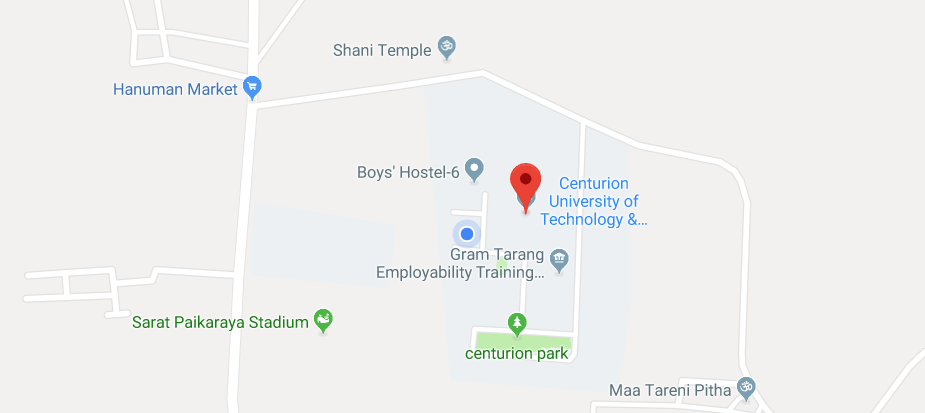 Shani Temple
Hanuman Market
Boys' Hostel-6
Centurion
University of
Technology &...
Gram Tarang
Employability Training...
Sarat Paikaraya Stadium
centurion park
Maa Tareni Pitha